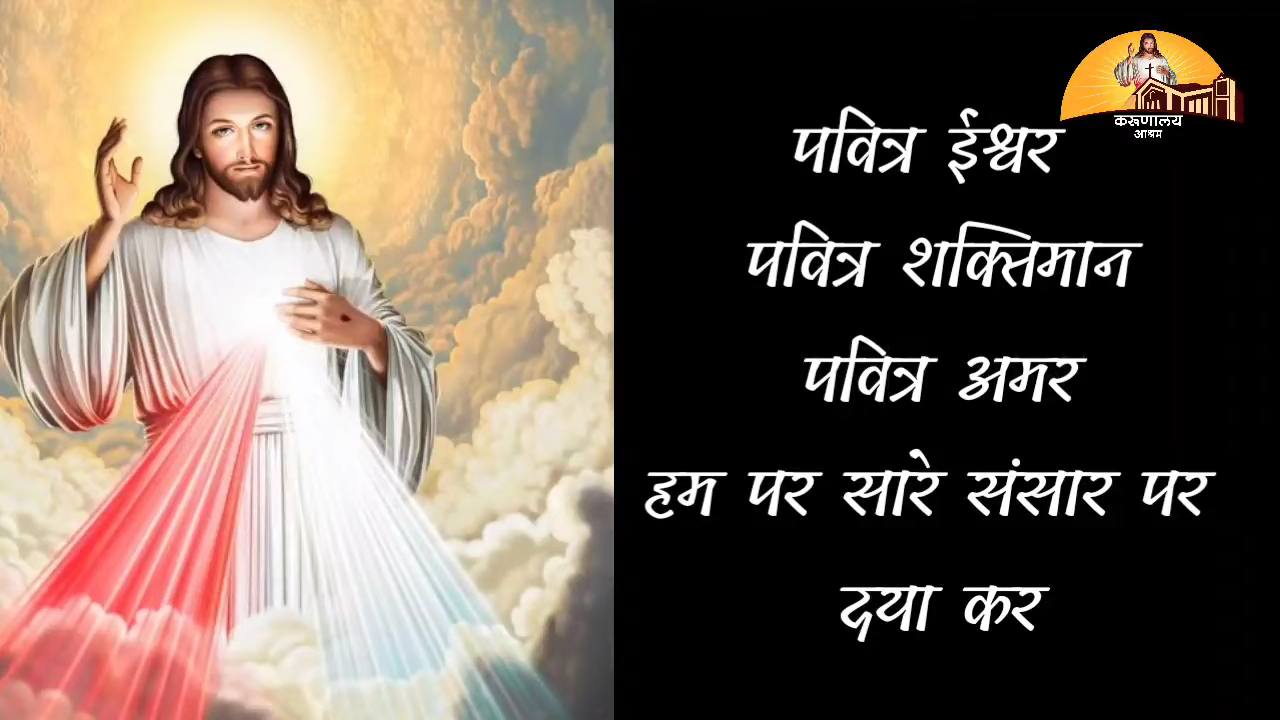 करूणालय
आश्रम
पवित्र ईश्वर
पवित्र शक्तिमान
पवित्र अमर
हम पर सारे संसार पर
दया कर